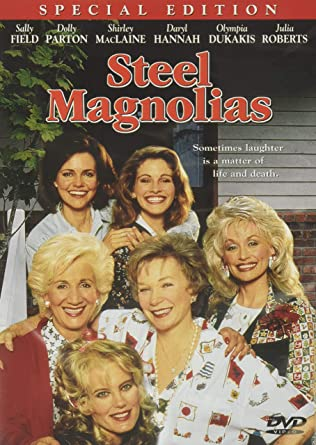 SPECIAL EDITION
Sally FIELD Dolly PARTON Shirley MacLAINE Daryl HANNAH Olympia DUKAKIS Julia ROBERTS
Steel
Magnolias
Sometimes laughter
is a matter of
life and death.
DVD
VIDEO